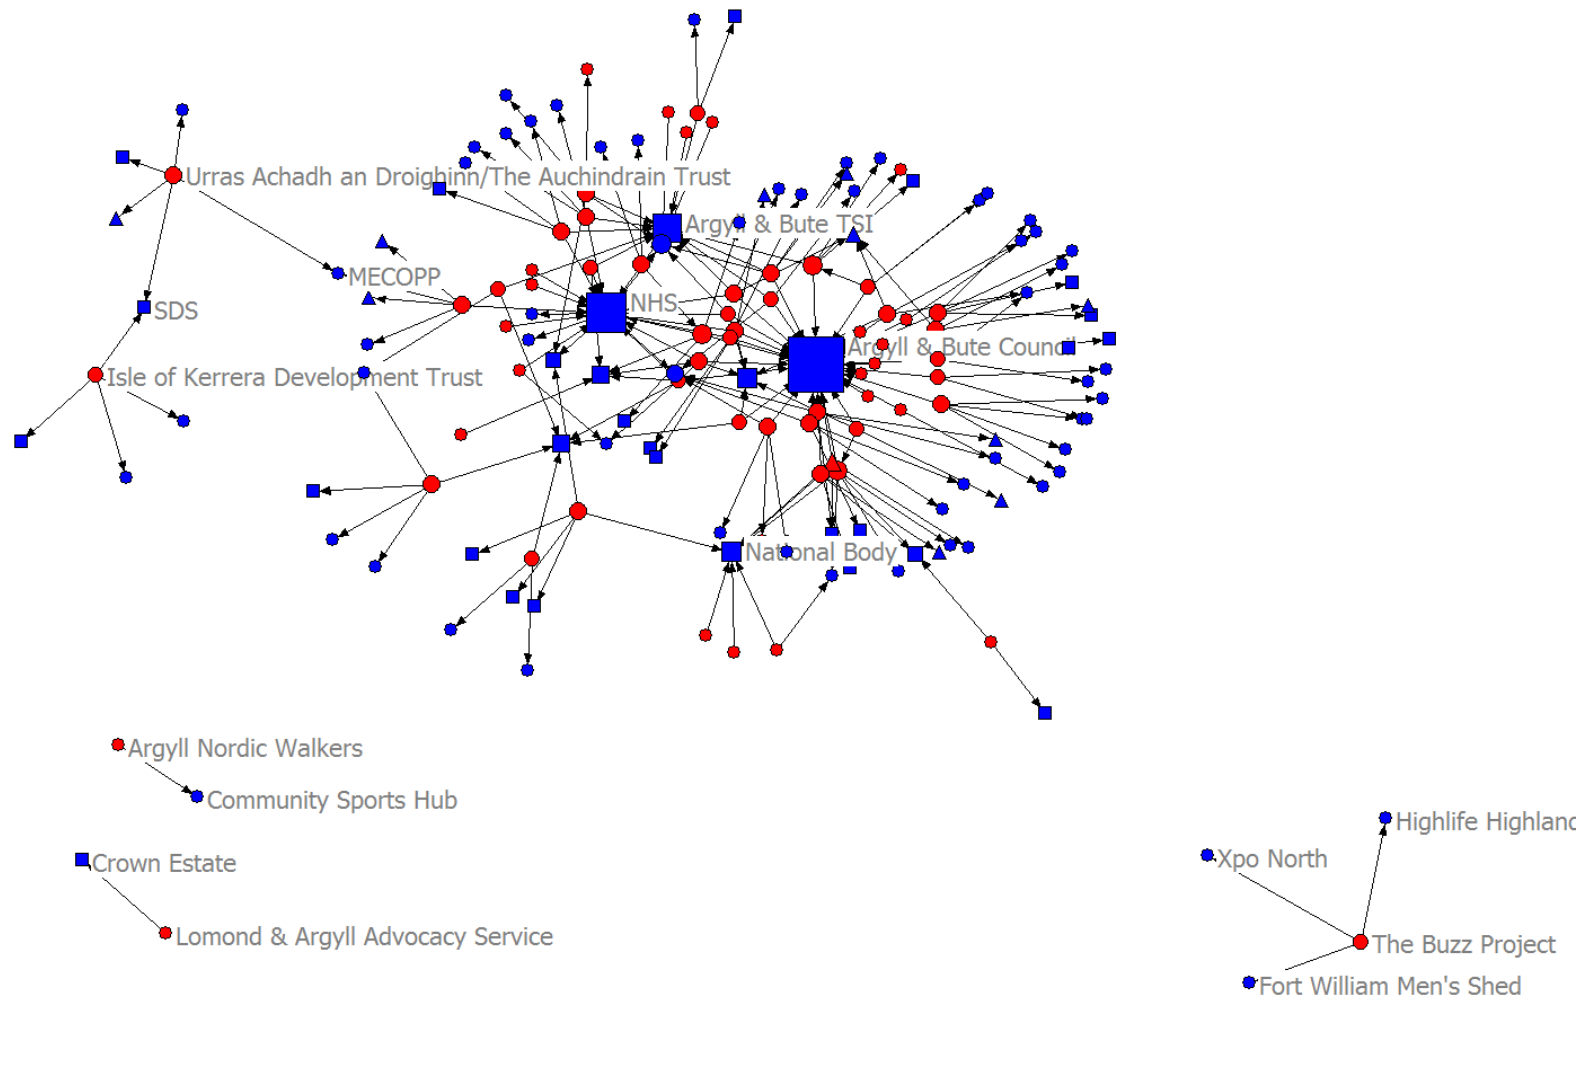 Urras Achadh an Droighinn/The Auchindrain Trust
Argyll & Bute TSI
MECOPP
NHS
SDS
Argyll & Bute Council
Isle of Kerrera Development Trust
National Body
Argyll Nordic Walkers
Community Sports Hub
Highlife Highland
Crown Estate
Xpo North
Lomond & Argyll Advocacy Service
The Buzz Project
Fort William Men's Shed